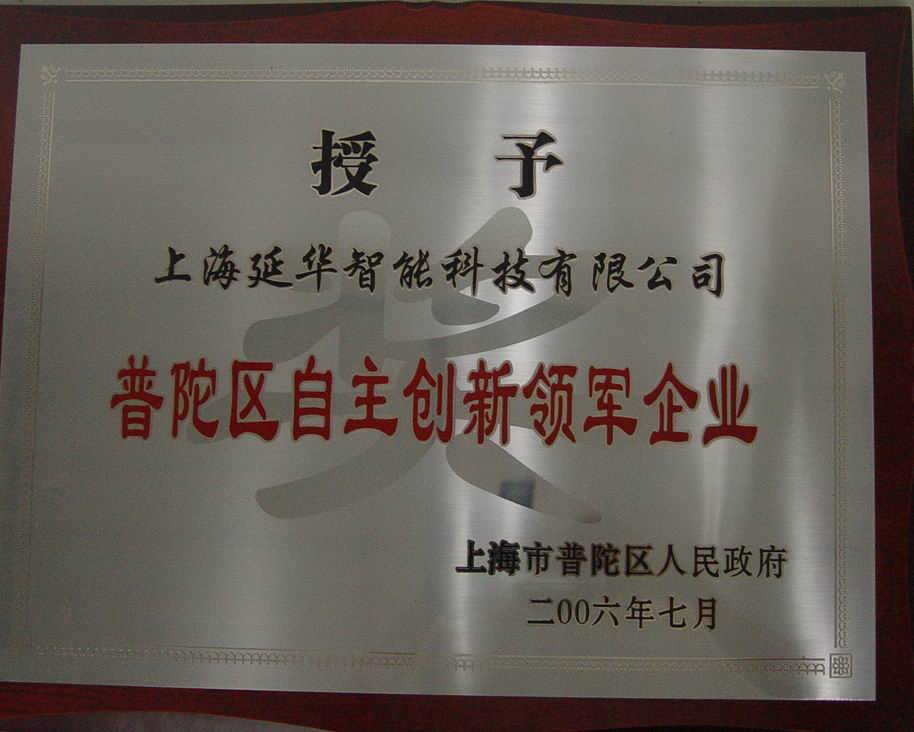 授 予
上海延华智能科技有限公司
奖
普陀区自主创新领军企业
上海市普陀区人民政府
二00六年七月